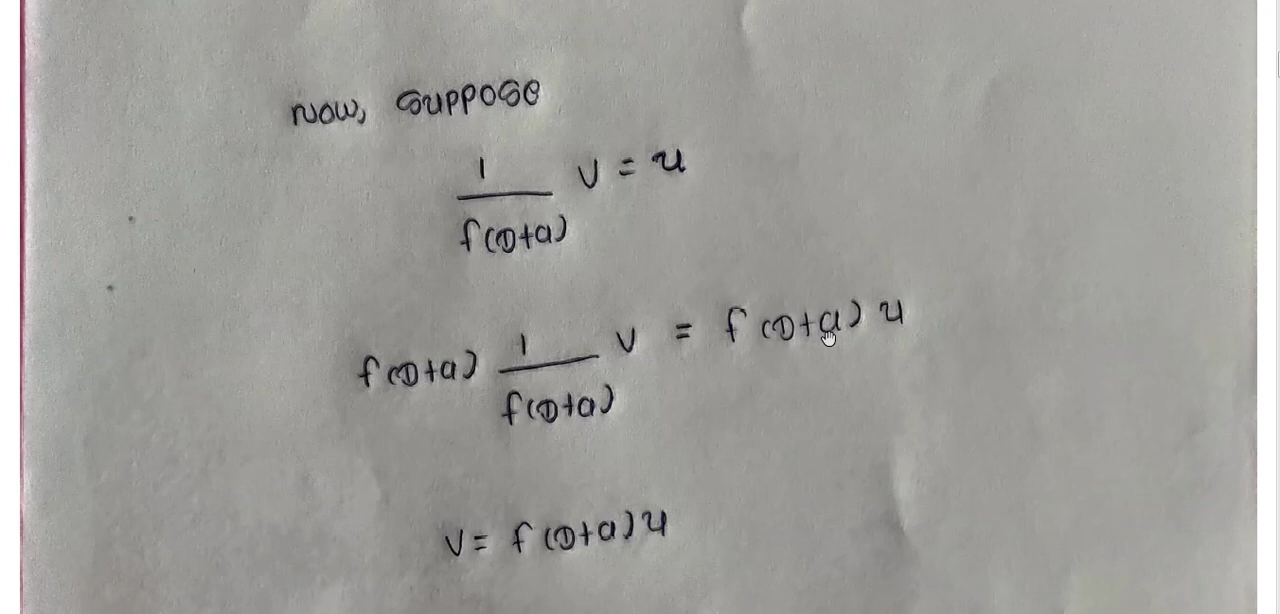 Now, suppose
1/f(D+a) v = u
f(D+a) 1/f(D+a) v = f(D+a) u
v = f(D+a) u